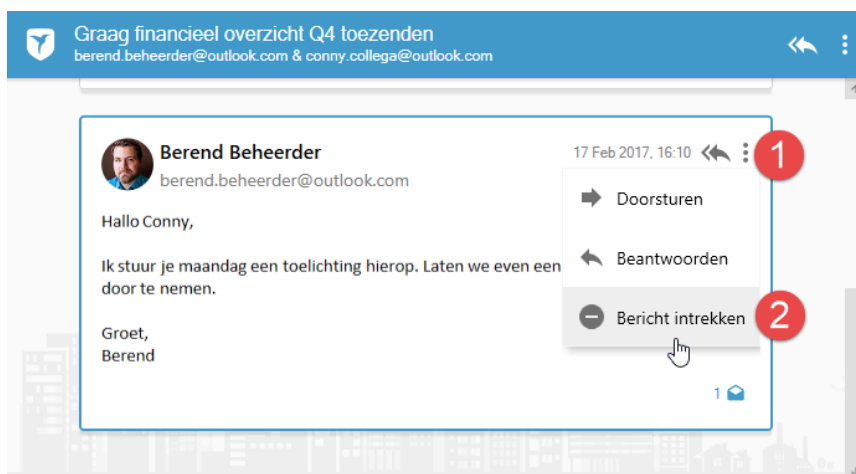 Graag financieel overzicht Q4 toezenden
berend.beheerder@outlook.com & conny.collega@outlook.com
Berend Beheerder
17 Feb 2017, 16:10
1
berend.beheerder@outlook.com
Doorsturen
Hallo Conny,
Beantwoorden
Ik stuur je maandag een toelichting hierop. Laten we even een
door te nemen.
Bericht intrekken
2
Groet,
Berend
1